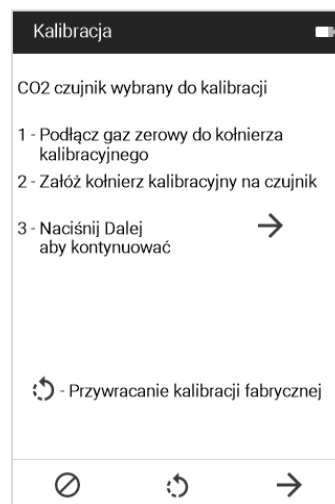 Kalibracja
CO2 czujnik wybrany do kalibracji
1 - Podłącz gaz zerowy do kołnierza
kalibracyjnego
2 - Załóż kołnierz kalibracyjny na czujnik
3 - Naciśnij Dalej
aby kontynuować
- Przywracanie kalibracji fabrycznej